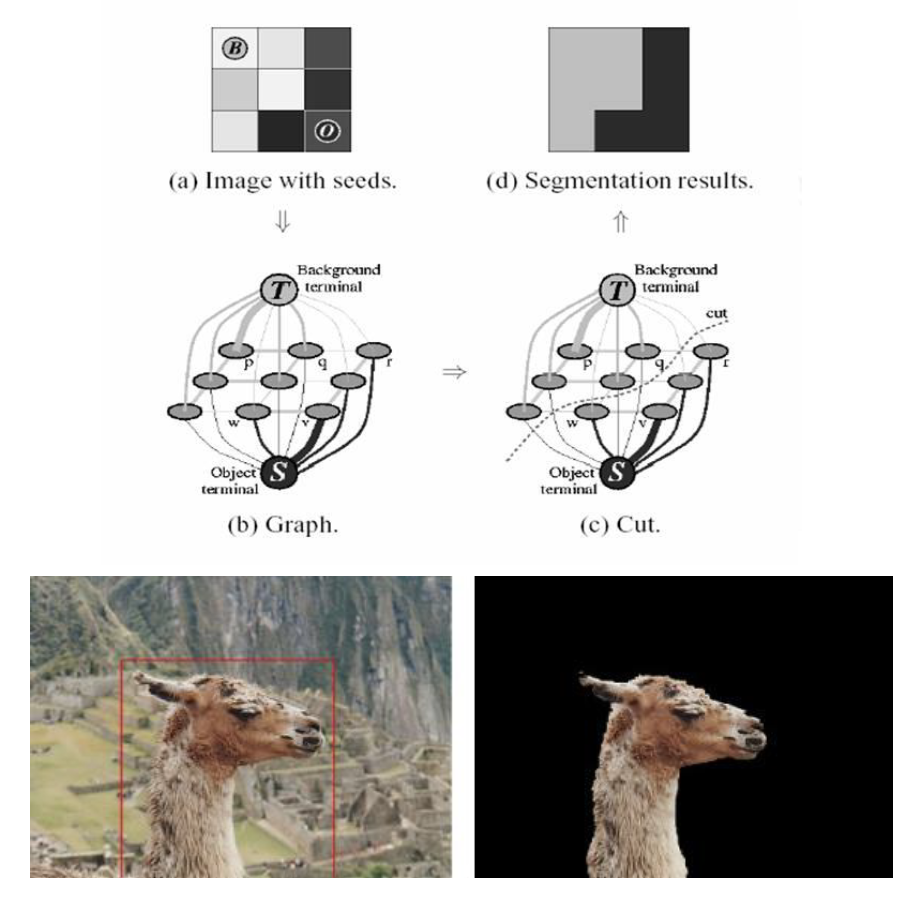 B
O
(a) Image with seeds.
(d) Segmentation results.
Background
terminal
T
p
q
r
w
v
Object
terminal
S
(b) Graph.
Background
terminal
T
cut
p
q
r
w
v
Object
terminal
S
(c) Cut.